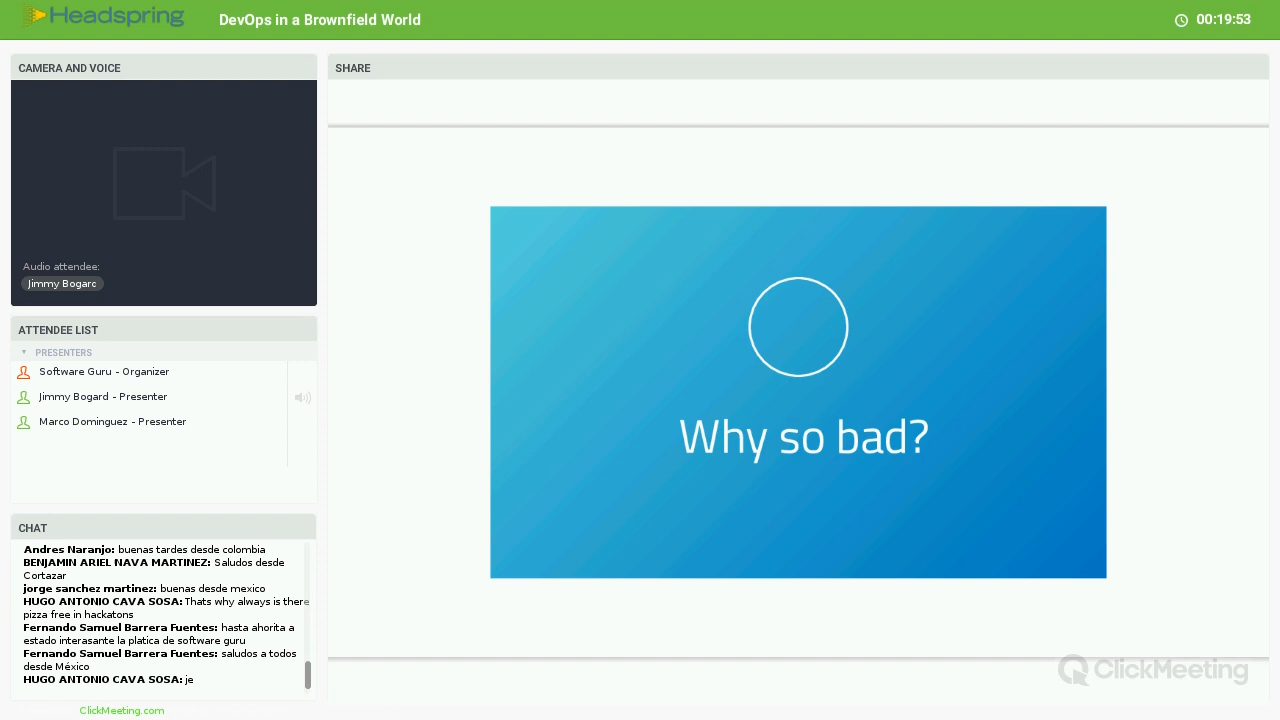 Headspring
DevOps in a Brownfield World
00:19:53
CAMERA AND VOICE
Audio attendee:
Jimmy Bogarc
ATTENDEE LIST
PRESENTERS
Software Guru - Organizer
Jimmy Bogard - Presenter
Marco Dominguez - Presenter
CHAT
Andres Naranjo: buenas tardes desde colombia
BENJAMIN ARIEL NAVA MARTINEZ: Saludos desde
Cortazar
jorge sanchez martinez: buenas desde mexico
HUGO ANTONIO CAVA SOSA: Thats why always is there
pizza free in hackatons
Fernando Samuel Barrera Fuentes: hasta ahorita a
estado interasante la platica de software guru
Fernando Samuel Barrera Fuentes: saludos a todos
desde México
HUGO ANTONIO CAVA SOSA: je
ClickMeeting.com
SHARE
Why so bad?
ClickMeeting